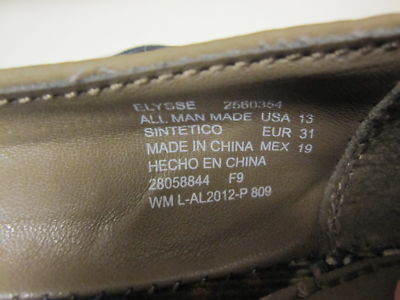 ELYSSE 2560354
ALL MAN MADE USA 13
SINTETICO EUR 31
MADE IN CHINA MEX 19
HECHO EN CHINA
28058844 F9
WM L-AL2012-P 809